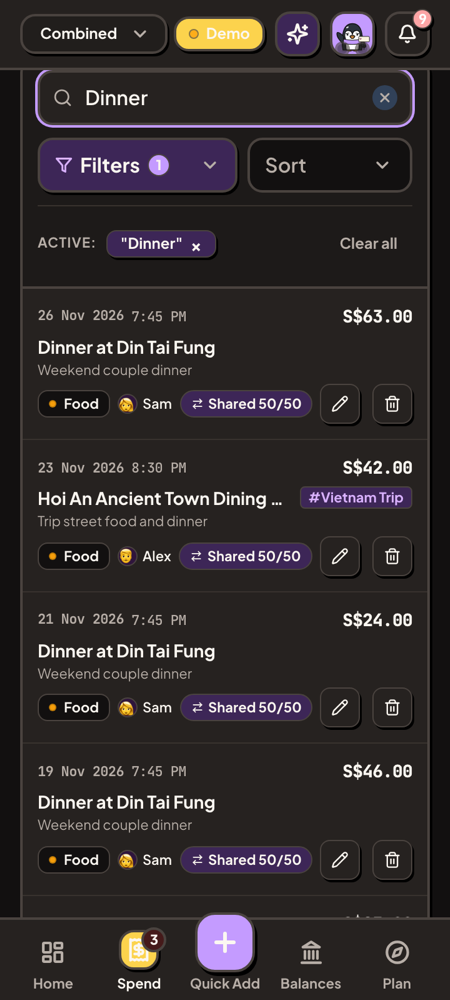 Combined
Demo
9
Dinner
Filters 1
Sort
ACTIVE: "Dinner" × Clear all
26 Nov 2026 7:45 PM S$63.00
Dinner at Din Tai Fung
Weekend couple dinner
Food Sam Shared 50/50
23 Nov 2026 8:30 PM S$42.00
Hoi An Ancient Town Dining ... #Vietnam Trip
Trip street food and dinner
Food Alex Shared 50/50
21 Nov 2026 7:45 PM S$24.00
Dinner at Din Tai Fung
Weekend couple dinner
Food Sam Shared 50/50
19 Nov 2026 7:45 PM S$46.00
Dinner at Din Tai Fung
Weekend couple dinner
Food Sam Shared 50/50
3
Home Spend Quick Add Balances Plan